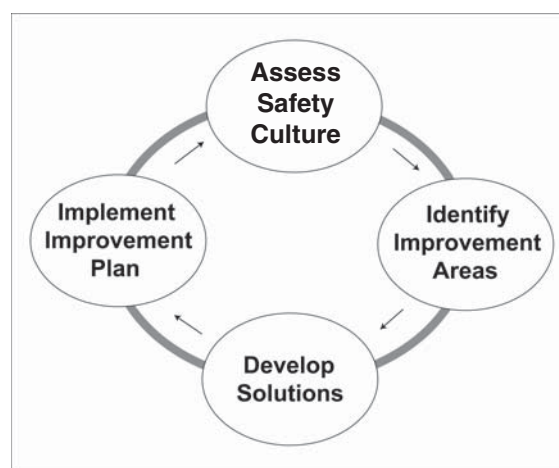 Assess
Safety
Culture
Identify
Improvement
Areas
Develop
Solutions
Implement
Improvement
Plan